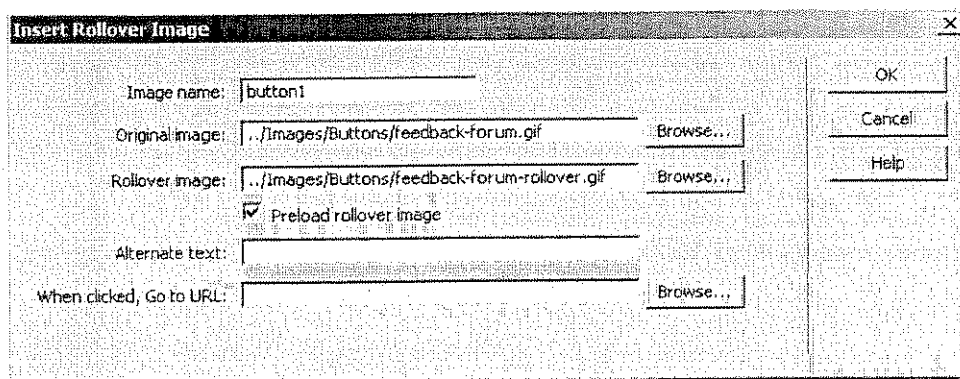 Insert Rollover Image
Image name: button1
Original image: ../Images/Buttons/feedback-forum.gif Browse...
Rollover image: ../Images/Buttons/feedback-forum-rollover.gif Browse...
Preload rollover image
Alternate text:
When clicked, Go to URL: Browse...
OK
Cancel
Help